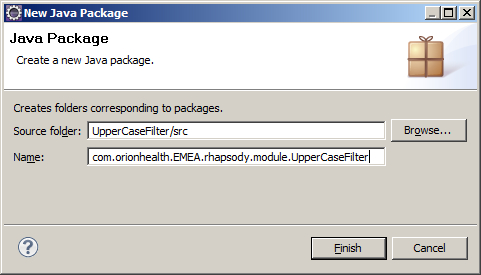 New Java Package
Java Package
Create a new Java package.
Creates folders corresponding to packages.
Source folder: UpperCaseFilter/src Browse...
Name: com.orionhealth.EMEA.rhapsody.module.UpperCaseFilter
? Finish Cancel